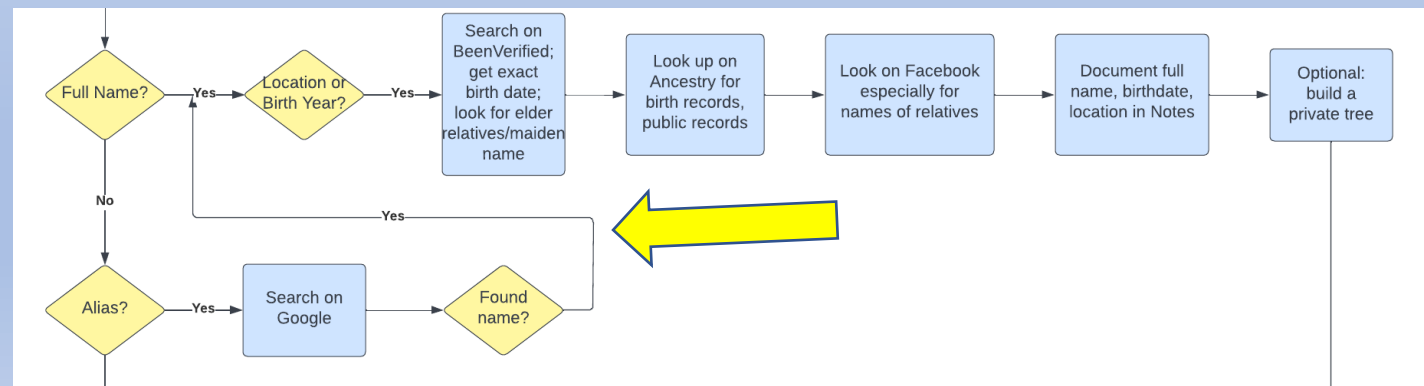 Full Name?
Yes
Location or
Birth Year?
Yes
Search on
BeenVerified;
get exact
birth date;
look for elder
relatives/maiden
name
Look up on
Ancestry for
birth records,
public records
Look on Facebook
especially for
names of relatives
Document full
name, birthdate,
location in Notes
Optional:
build a
private tree
No
Yes
Alias?
Yes
Search on
Google
Found
name?